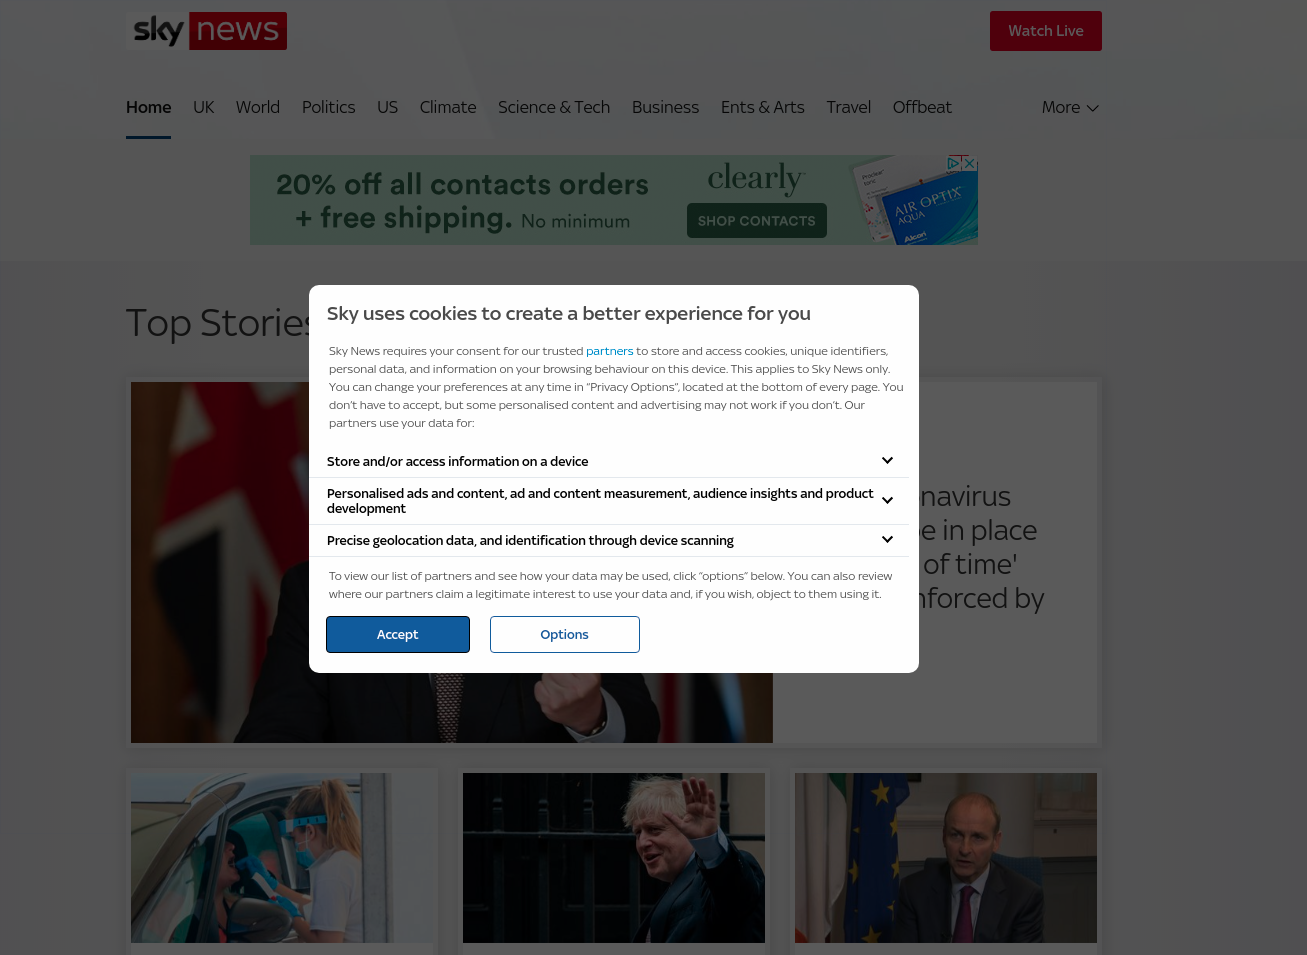 sky news
Watch Live
Home UK World Politics US Climate Science & Tech Business Ents & Arts Travel Offbeat More
20% off all contacts orders
+ free shipping. No minimum
clearly
SHOP CONTACTS
AIR OPTIX
AQUA
Alcon
Top Stories
Sky uses cookies to create a better experience for you
Sky News requires your consent for our trusted partners to store and access cookies, unique identifiers,
personal data, and information on your browsing behaviour on this device. This applies to Sky News only.
You can change your preferences at any time in “Privacy Options”, located at the bottom of every page. You
don’t have to accept, but some personalised content and advertising may not work if you don’t. Our
partners use your data for:
Store and/or access information on a device
Personalised ads and content, ad and content measurement, audience insights and product
development
Precise geolocation data, and identification through device scanning
To view our list of partners and see how your data may be used, click “options” below. You can also review
where our partners claim a legitimate interest to use your data and, if you wish, object to them using it.
Accept
Options
in place
of time'
by